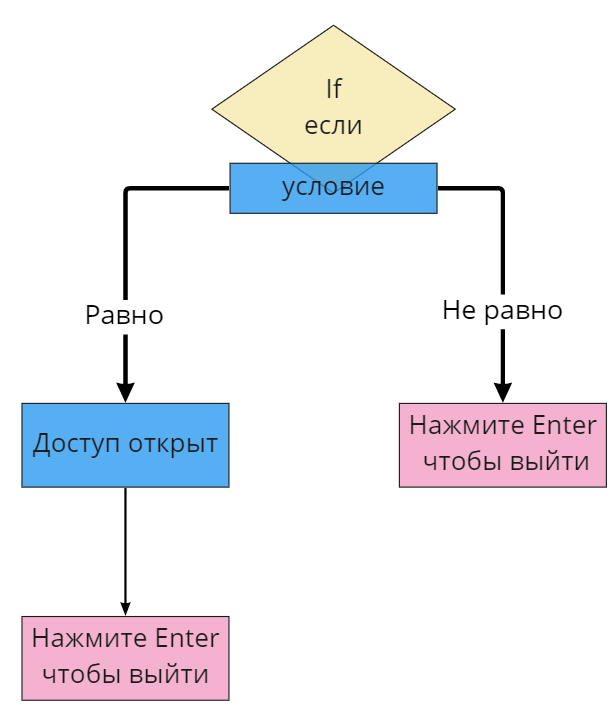 If
если
условие
Равно
Не равно
Доступ открыт
Нажмите Enter
чтобы выйти
Нажмите Enter
чтобы выйти